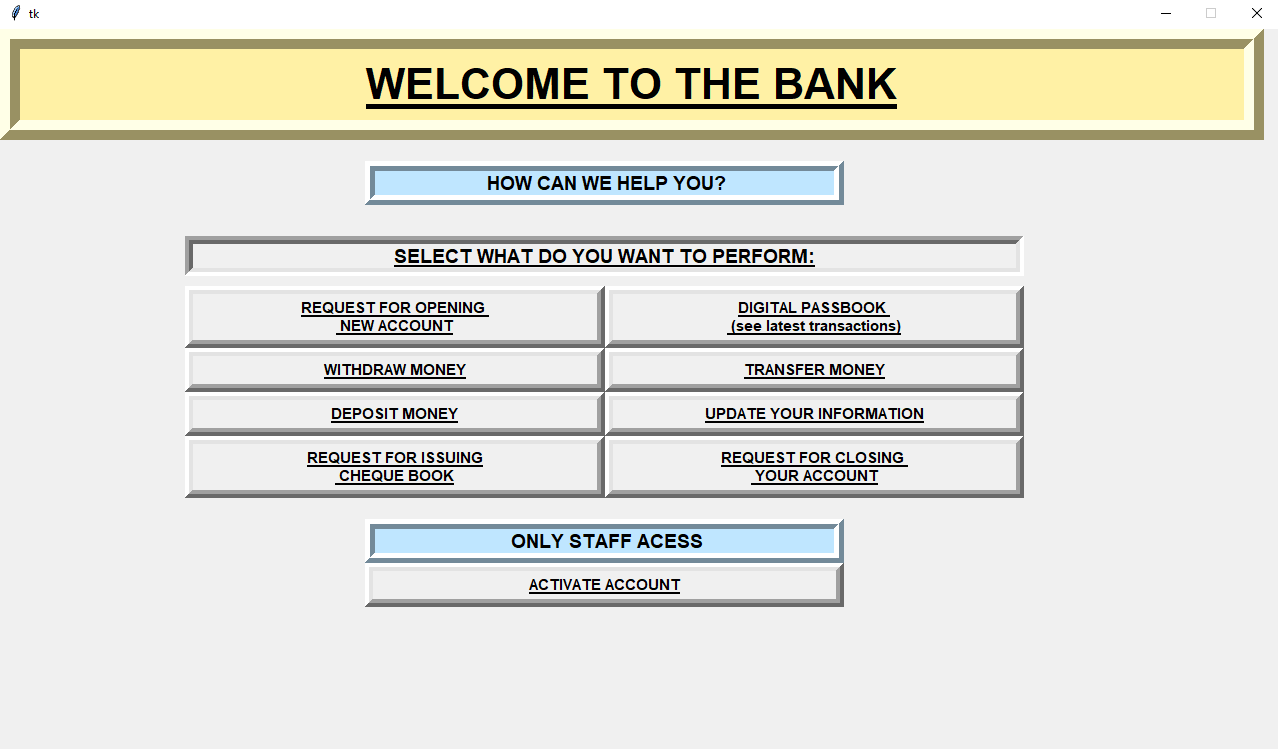 tk
WELCOME TO THE BANK
HOW CAN WE HELP YOU?
SELECT WHAT DO YOU WANT TO PERFORM:
REQUEST FOR OPENING
NEW ACCOUNT
DIGITAL PASSBOOK
(see latest transactions)
WITHDRAW MONEY
TRANSFER MONEY
DEPOSIT MONEY
UPDATE YOUR INFORMATION
REQUEST FOR ISSUING
CHEQUE BOOK
REQUEST FOR CLOSING
YOUR ACCOUNT
ONLY STAFF ACESS
ACTIVATE ACCOUNT